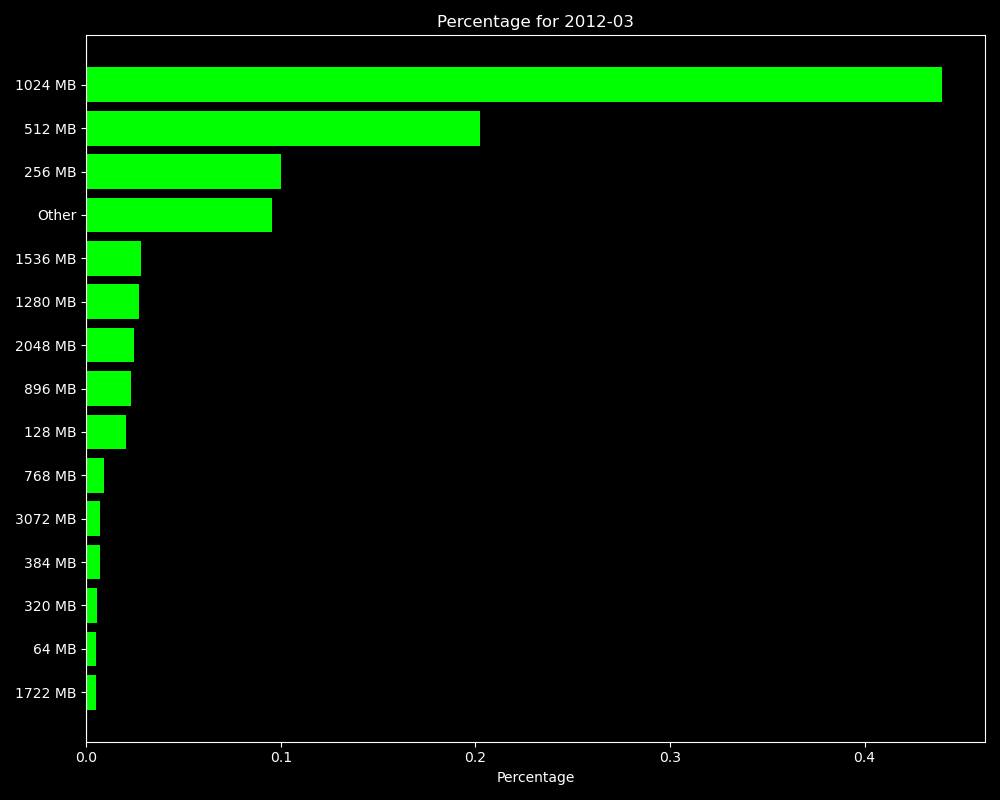 Percentage for 2012-03
1024 MB
512 MB
256 MB
Other
1536 MB
1280 MB
2048 MB
896 MB
128 MB
768 MB
3072 MB
384 MB
320 MB
64 MB
1722 MB
0.0 0.1 0.2 0.3 0.4
Percentage